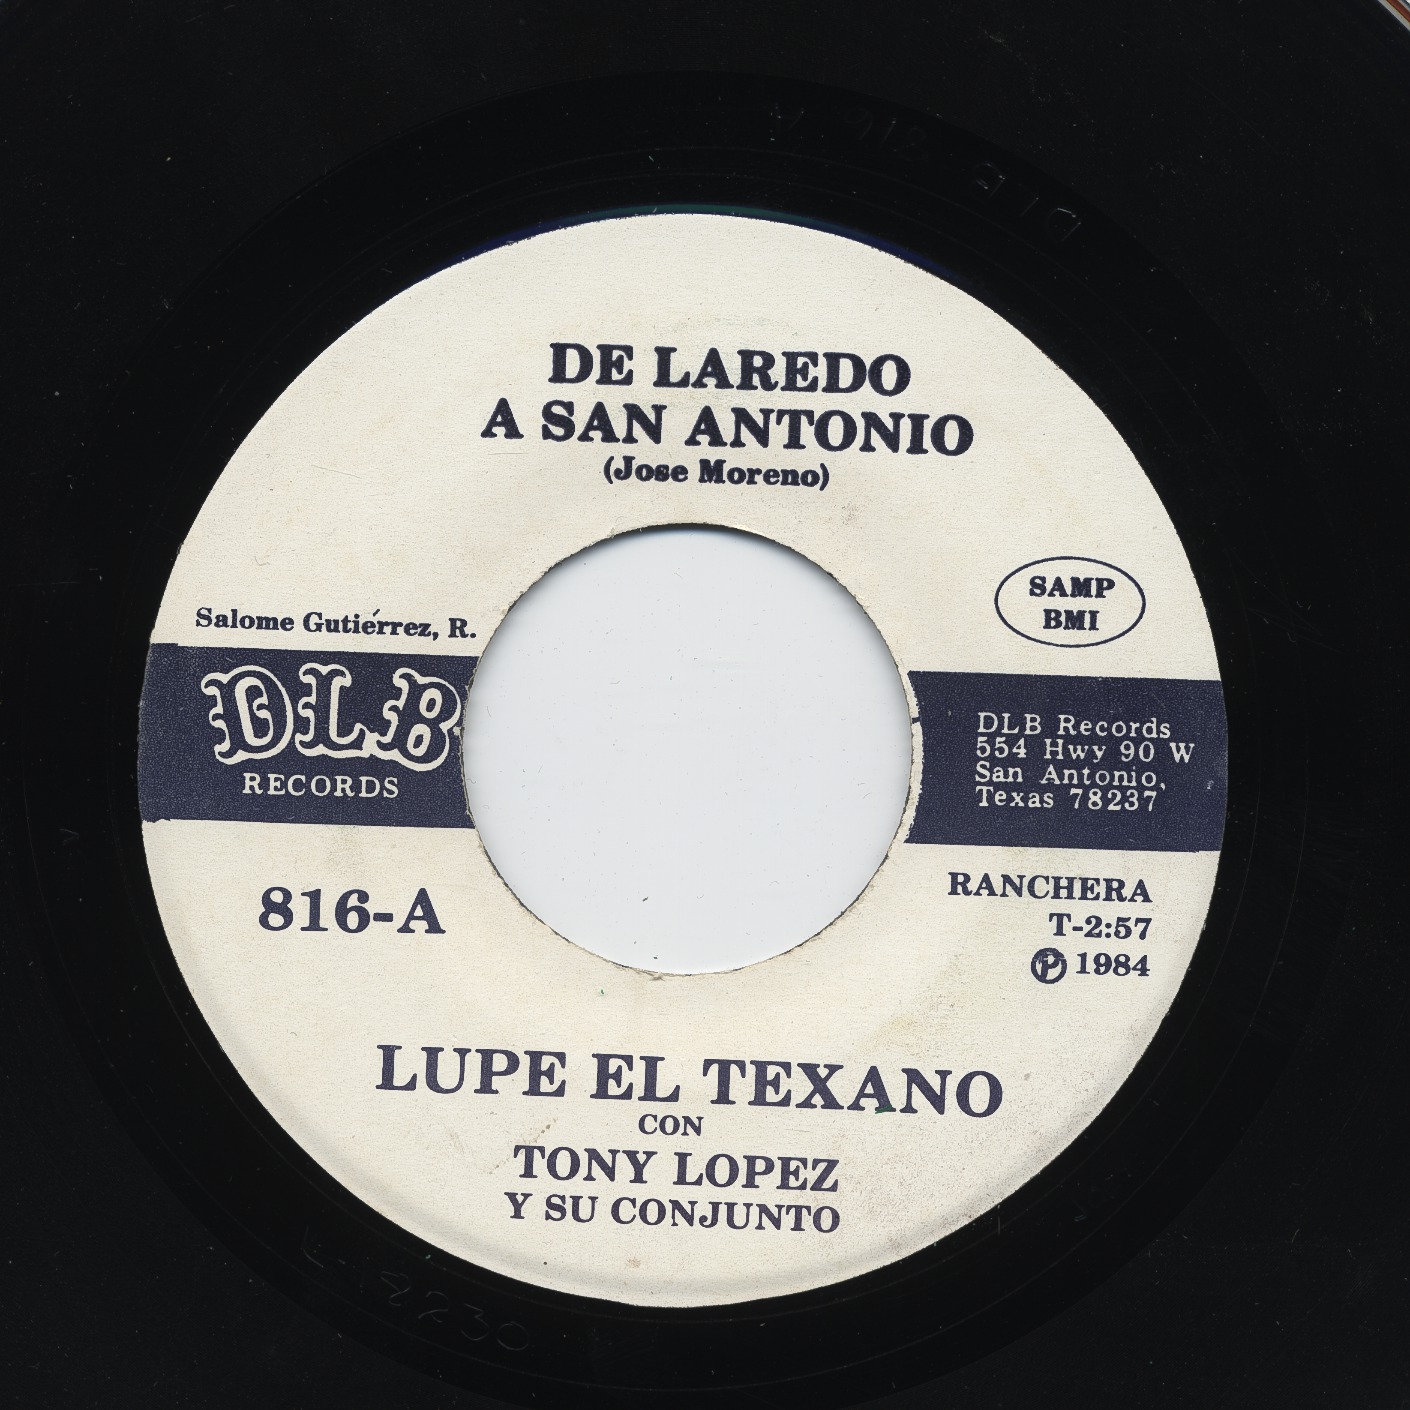 DE LAREDO
A SAN ANTONIO
(Jose Moreno)
SAMP
BMI
Salome Gutiérrez, R.
DLB
RECORDS
DLB Records
554 Hwy 90 W
San Antonio,
Texas 78237
816-A
RANCHERA
T-2:57
Ⓟ 1984
LUPE EL TEXANO
CON
TONY LOPEZ
Y SU CONJUNTO